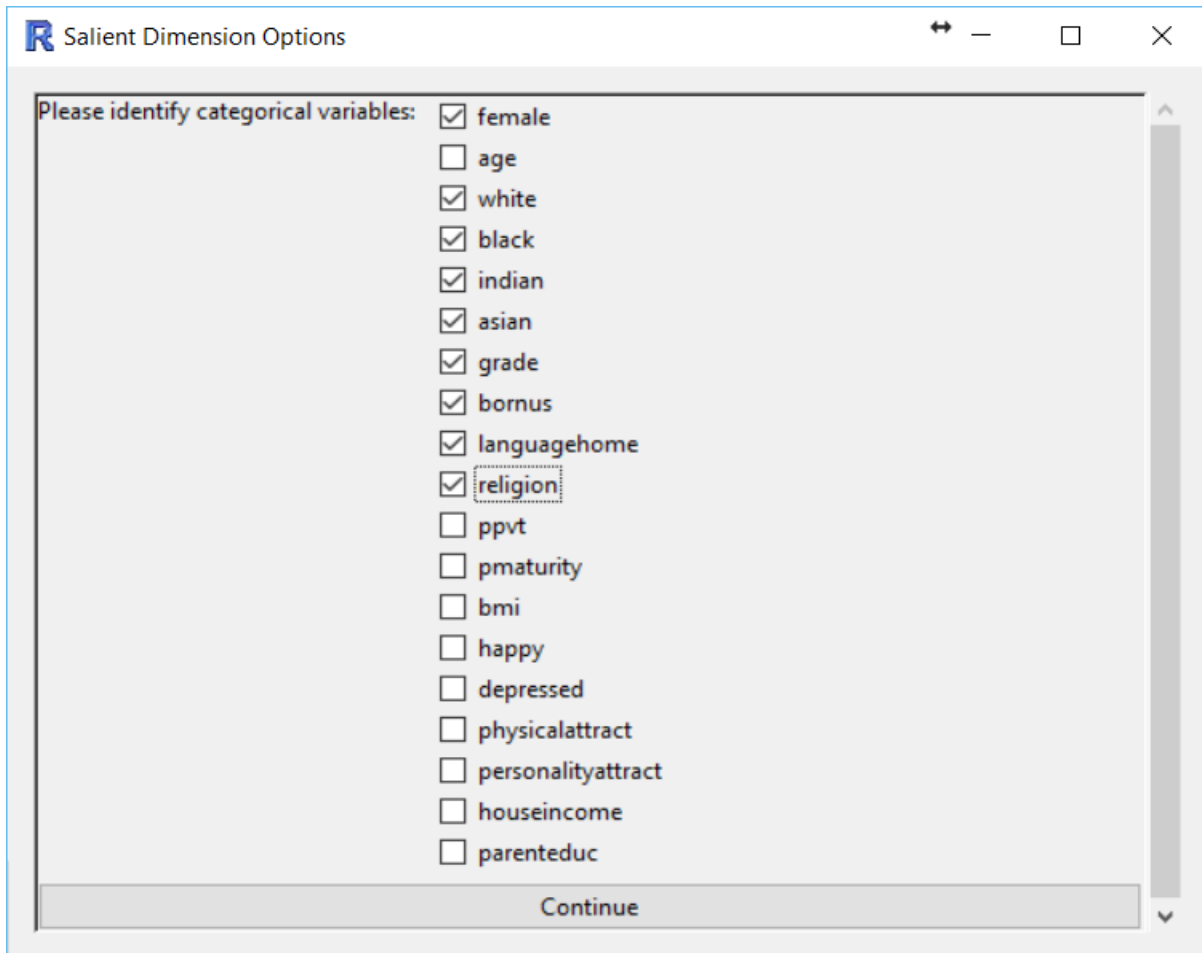 Salient Dimension Options
Please identify categorical variables:
female
age
white
black
indian
asian
grade
bornus
languagehome
religion
ppvt
pmaturity
bmi
happy
depressed
physicalattract
personalityattract
houseincome
parenteduc
Continue